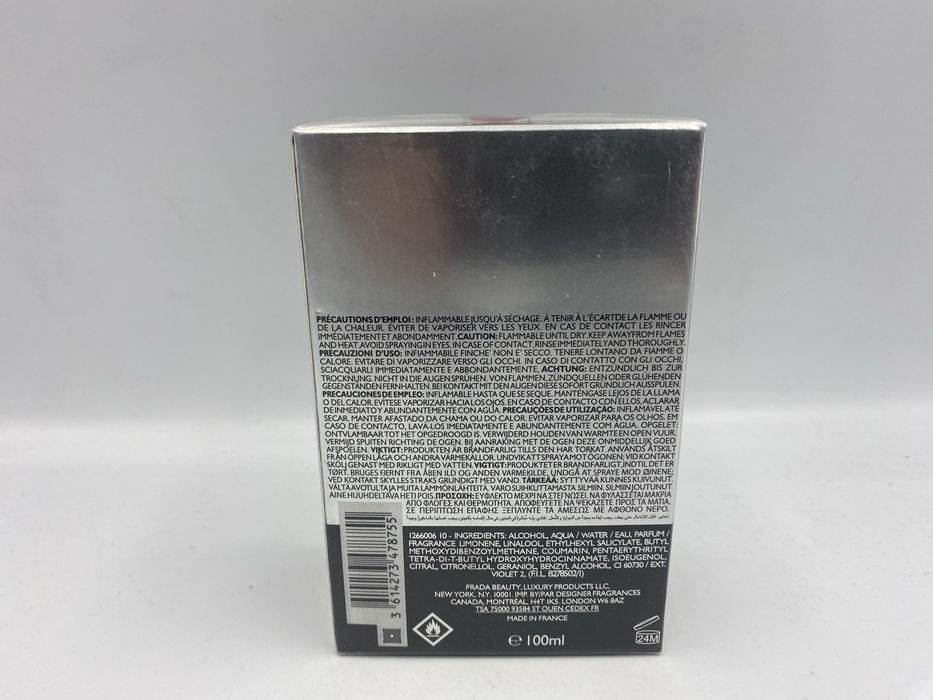 PRÉCAUTIONS D'EMPLOI : INFLAMMABLE JUSQU'À SÉCHAGE. À TENIR À L'ÉCART DE LA FLAMME OU
DE LA CHALEUR. ÉVITER DE VAPORISER VERS LES YEUX. EN CAS DE CONTACT LES RINCER
IMMÉDIATEMENT ET ABONDAMMENT. CAUTION: FLAMMABLE UNTIL DRY. KEEP AWAY FROM FLAMES
AND HEAT. AVOID SPRAYING IN EYES. IN CASE OF CONTACT, RINSE IMMEDIATELY AND THOROUGHLY.
PRECAUZIONI D'USO: INFIAMMABILE FINCHE' NON E' SECCO. TENERE LONTANO DA FIAMME O
CALORE. EVITARE DI VAPORIZZARE VERSO GLI OCCHI. IN CASO DI CONTATTO CON GLI OCCHI,
SCIACQUARLI IMMEDIATAMENTE E ABBONDANTEMENTE, ACHTUNG: ENTZÜNDLICH BIS ZUR
TROCKNUNG. NICHT IN DIE AUGEN SPRÜHEN. VON FLAMMEN, ZÜNDQUELLEN ODER GLÜHENDEN
GEGENSTÄNDEN FERNHALTEN. BEI KONTAKT MIT DEN AUGEN DIESE SOFORT GRÜNDLICH AUSSPÜLEN.
PRECAUCIONES DE EMPLEO: INFLAMABLE HASTA QUE SE SEQUE. MANTÉNGASE LEJOS DE LA LLAMA
O DEL CALOR. EVÍTESE VAPORIZAR HACIA LOS OJOS. EN CASO DE CONTACTO CON ELLOS, ACLARAR
DE INMEDIATO Y ABUNDANTEMENTE CON AGUA. PRECAUÇÕES DE UTILIZAÇÃO: INFLAMÁVEL ATÉ
SECAR. MANTER AFASTADO DA CHAMA OU DO CALOR. EVITAR VAPORIZAR PARA OS OLHOS. EM
CASO DE CONTACTO, LAVÁ-LOS IMEDIATAMENTE E ABUNDANTEMENTE COM ÁGUA. OPGELET:
ONTVLAMBAAR TOT HET OPGEDROOGD IS. VERWIJDERD HOUDEN VAN WARMTE EN OPEN VUUR.
VERMIJD SPUITEN RICHTING DE OGEN. BIJ AANRAKING MET DE OGEN DEZE ONMIDDELLIJK GOED
AFSPOELEN. VIKTIGT: PRODUKTEN ÄR BRANDFARLIG TILLS DEN HAR TORKAT. ANVÄNDS ÅTSKILT
FRÅN ÖPPEN LÅGA OCH ANDRA VÄRMEKÄLLOR. UNDVIK ATT SPRAYA MOT ÖGONEN; VID KONTAKT
SKÖLJ GENAST MED RIKLIGT MED VATTEN. VIGTIGT: PRODUKTET ER BRANDFARLIGT, INDTIL DET ER
TØRT. BRUGES FJERNT FRA ÅBEN ILD OG ANDEN VARMEKILDE, UNDGÅ AT SPRAYE MOD ØJNENE;
VED KONTAKT SKYLLES STRAKS GRUNDIGT MED VAND. TÄRKEÄÄ: SYTTYVÄÄ KUNNES KUIVUNUT.
VÄLTÄ AVOTULTA JA MUITA LÄMMÖNLÄHTEITÄ. VARO SUIHKUTTAMASTA SILMIIN. SILMIIN JOUTUNUT
AINE HUUHDELTAVA HETI POIS. ΠΡΟΣΟΧΗ: ΕΥΦΛΕΚΤΟ ΜΕΧΡΙ ΝΑ ΣΤΕΓΝΩΣΕΙ. ΝΑ ΦΥΛΑΣΣΕΤΑΙ ΜΑΚΡΙΑ
ΑΠΟ ΦΛΟΓΕΣ ΚΑΙ ΘΕΡΜΟΤΗΤΑ. ΑΠΟΦΕΥΓΕΤΕ ΝΑ ΨΕΚΑΖΕΤΕ ΠΡΟΣ ΤΑ ΜΑΤΙΑ.
ΣΕ ΠΕΡΙΠΤΩΣΗ ΕΠΑΦΗΣ ΞΕΠΛΥΝΤΕ ΤΑ ΑΜΕΣΩΣ ΜΕ ΑΦΘΟΝΟ ΝΕΡΟ.
1266006 10 - INGREDIENTS: ALCOHOL, AQUA / WATER / EAU, PARFUM /
FRAGRANCE LIMONENE, LINALOOL, ETHYLHEXYL SALICYLATE, BUTYL
METHOXYDIBENZOYLMETHANE, COUMARIN, PENTAERYTHRITYL
TETRA-DI-T-BUTYL HYDROXYHYDROCINNAMATE, ISOEUGENOL,
CITRAL, CITRONELLOL, GERANIOL, BENZYL ALCOHOL, CI 60730 / EXT.
VIOLET 2, (F.I.L. B278502/1)
PRADA BEAUTY, LUXURY PRODUCTS LLC,
NEW YORK, N.Y. 10001. IMP. BY/PAR DESIGNER FRAGRANCES
CANADA, MONTRÉAL, H4T 1K5. LONDON W6 8AZ
TSA 75000 93584 ST OUEN CEDEX FR
MADE IN FRANCE
e 100ml
24M
3 614273 478755